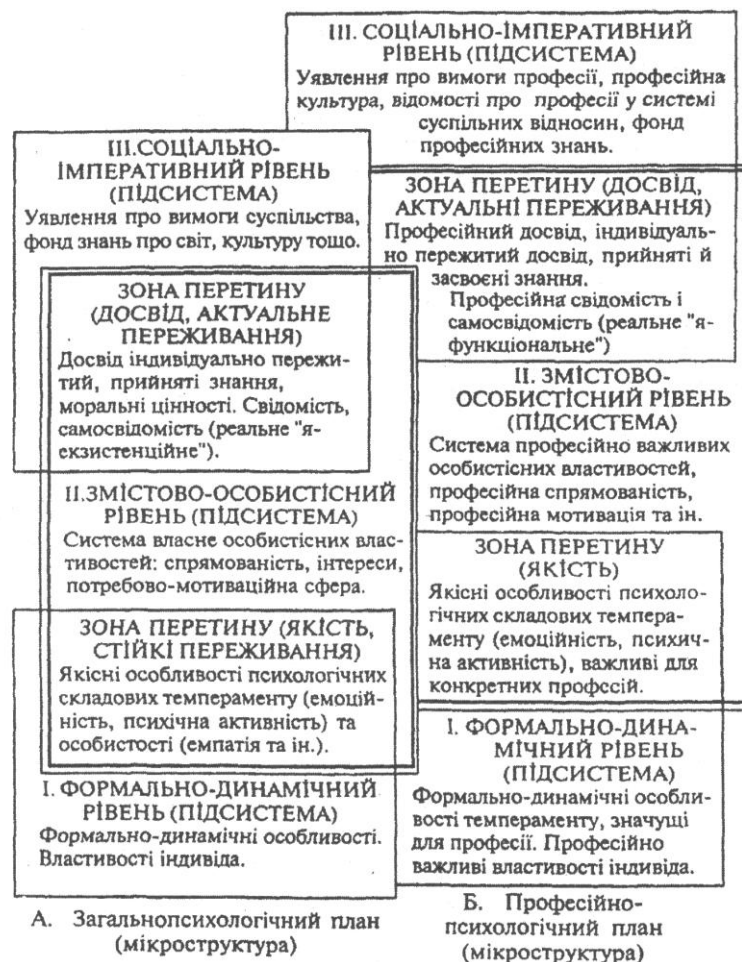 III. СОЦІАЛЬНО-ІМПЕРАТИВНИЙ
РІВЕНЬ (ПІДСИСТЕМА)
Уявлення про вимоги професії, професійна
культура, відомості про професії у системі
суспільних відносин, фонд
професійних знань.
III.СОЦІАЛЬНО-
ІМПЕРАТИВНИЙ РІВЕНЬ
(ПІДСИСТЕМА)
Уявлення про вимоги суспільства,
фонд знань про світ, культуру тощо.
ЗОНА ПЕРЕТИНУ
(ДОСВІД, АКТУАЛЬНЕ
ПЕРЕЖИВАННЯ)
Досвід індивідуально пережи-
тий, прийняті знання,
моральні цінності. Свідомість,
самосвідомість (реальне "я-
екзистенційне").
II.ЗМІСТОВО-ОСОБИСТІСНИЙ
РІВЕНЬ (ПІДСИСТЕМА)
Система власне особистісних влас-
тивостей: спрямованість, інтереси,
потребово-мотиваційна сфера.
ЗОНА ПЕРЕТИНУ (ЯКІСТЬ,
СТІЙКІ ПЕРЕЖИВАННЯ)
Якісні особливості психологічних
складових темпераменту (емоцій-
ність, психічна активність) та
особистості (емпатія та ін.).
I. ФОРМАЛЬНО-ДИНАМІЧНИЙ
РІВЕНЬ (ПІДСИСТЕМА)
Формально-динамічні особливості.
Властивості індивіда.
А. Загальнопсихологічний план
(мікроструктура)
ЗОНА ПЕРЕТИНУ (ДОСВІД,
АКТУАЛЬНІ ПЕРЕЖИВАННЯ)
Професійний досвід, індивідуаль-
но пережитий досвід, прийняті й
засвоєні знання.
Професійна свідомість і
самосвідомість (реальне "я-
функціональне")
II. ЗМІСТОВО-
ОСОБИСТІСНИЙ РІВЕНЬ
(ПІДСИСТЕМА)
Система професійно важливих
особистісних властивостей,
професійна спрямованість,
професійна мотивація та ін.
ЗОНА ПЕРЕТИНУ
(ЯКІСТЬ)
Якісні особливості психоло-
гічних складових темпера-
менту (емоційність, психіч-
на активність), важливі для
конкретних професій.
I. ФОРМАЛЬНО-ДИНА-
МІЧНИЙ РІВЕНЬ
(ПІДСИСТЕМА)
Формально-динамічні особли-
вості темпераменту, значущі
для професії. Професійно
важливі властивості індивіда.
Б. Професійно-
психологічний план
(мікроструктура)